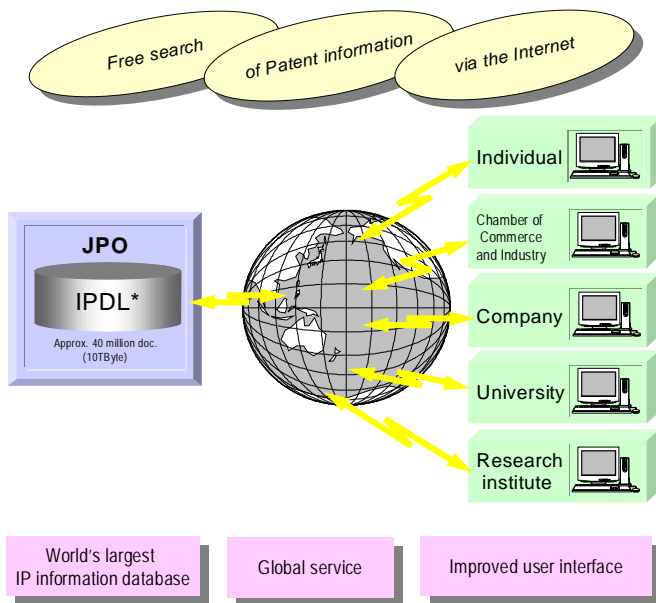 Free search
of Patent information
via the Internet
JPO
IPDL*
Approx. 40 million doc.
(10TByte)
Individual
Chamber of
Commerce
and Industry
Company
University
Research
institute
World's largest
IP information database
Global service
Improved user interface